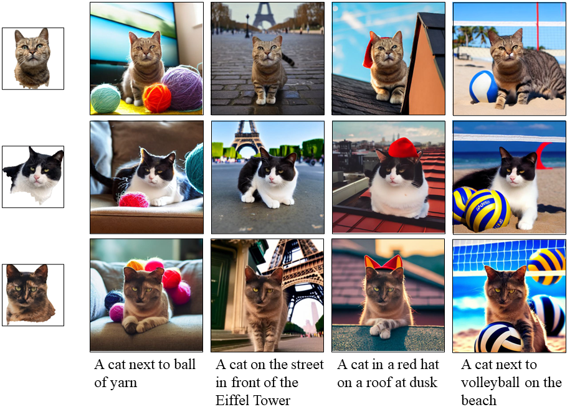 A cat next to ball
of yarn
A cat on the street
in front of the
Eiffel Tower
A cat in a red hat
on a roof at dusk
A cat next to
volleyball on the
beach